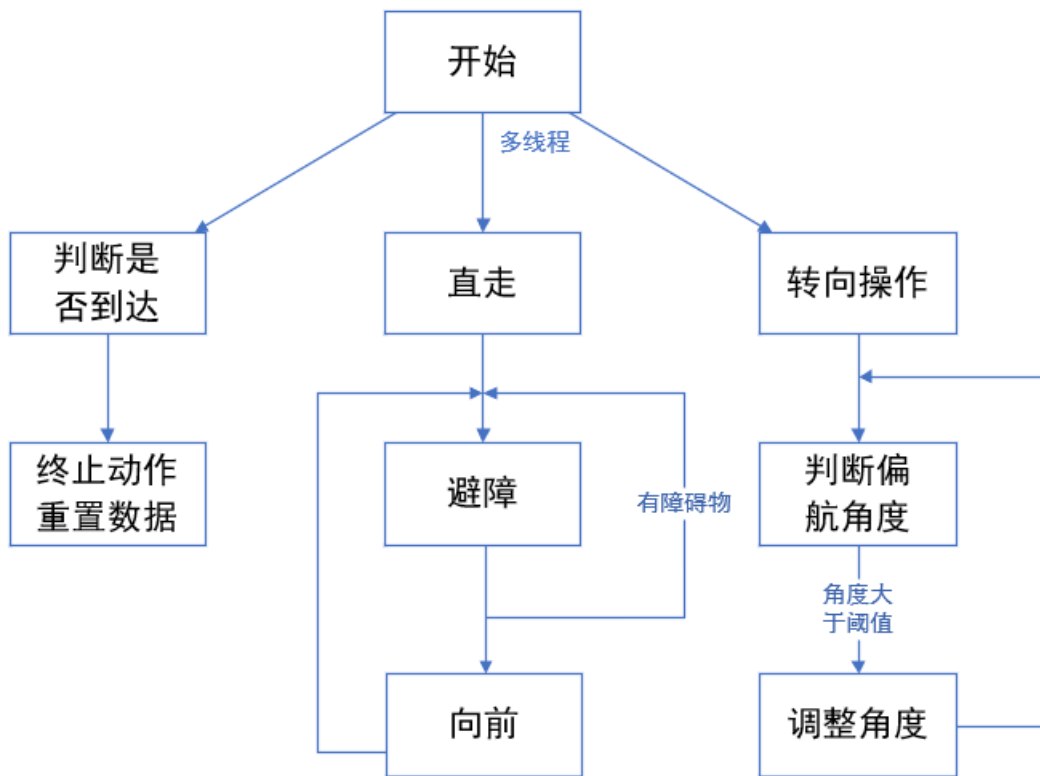 开始
多线程
判断是
否到达
直走
转向操作
终止动作
重置数据
避障
有障碍物
判断偏
航角度
角度大
于阈值
向前
调整角度